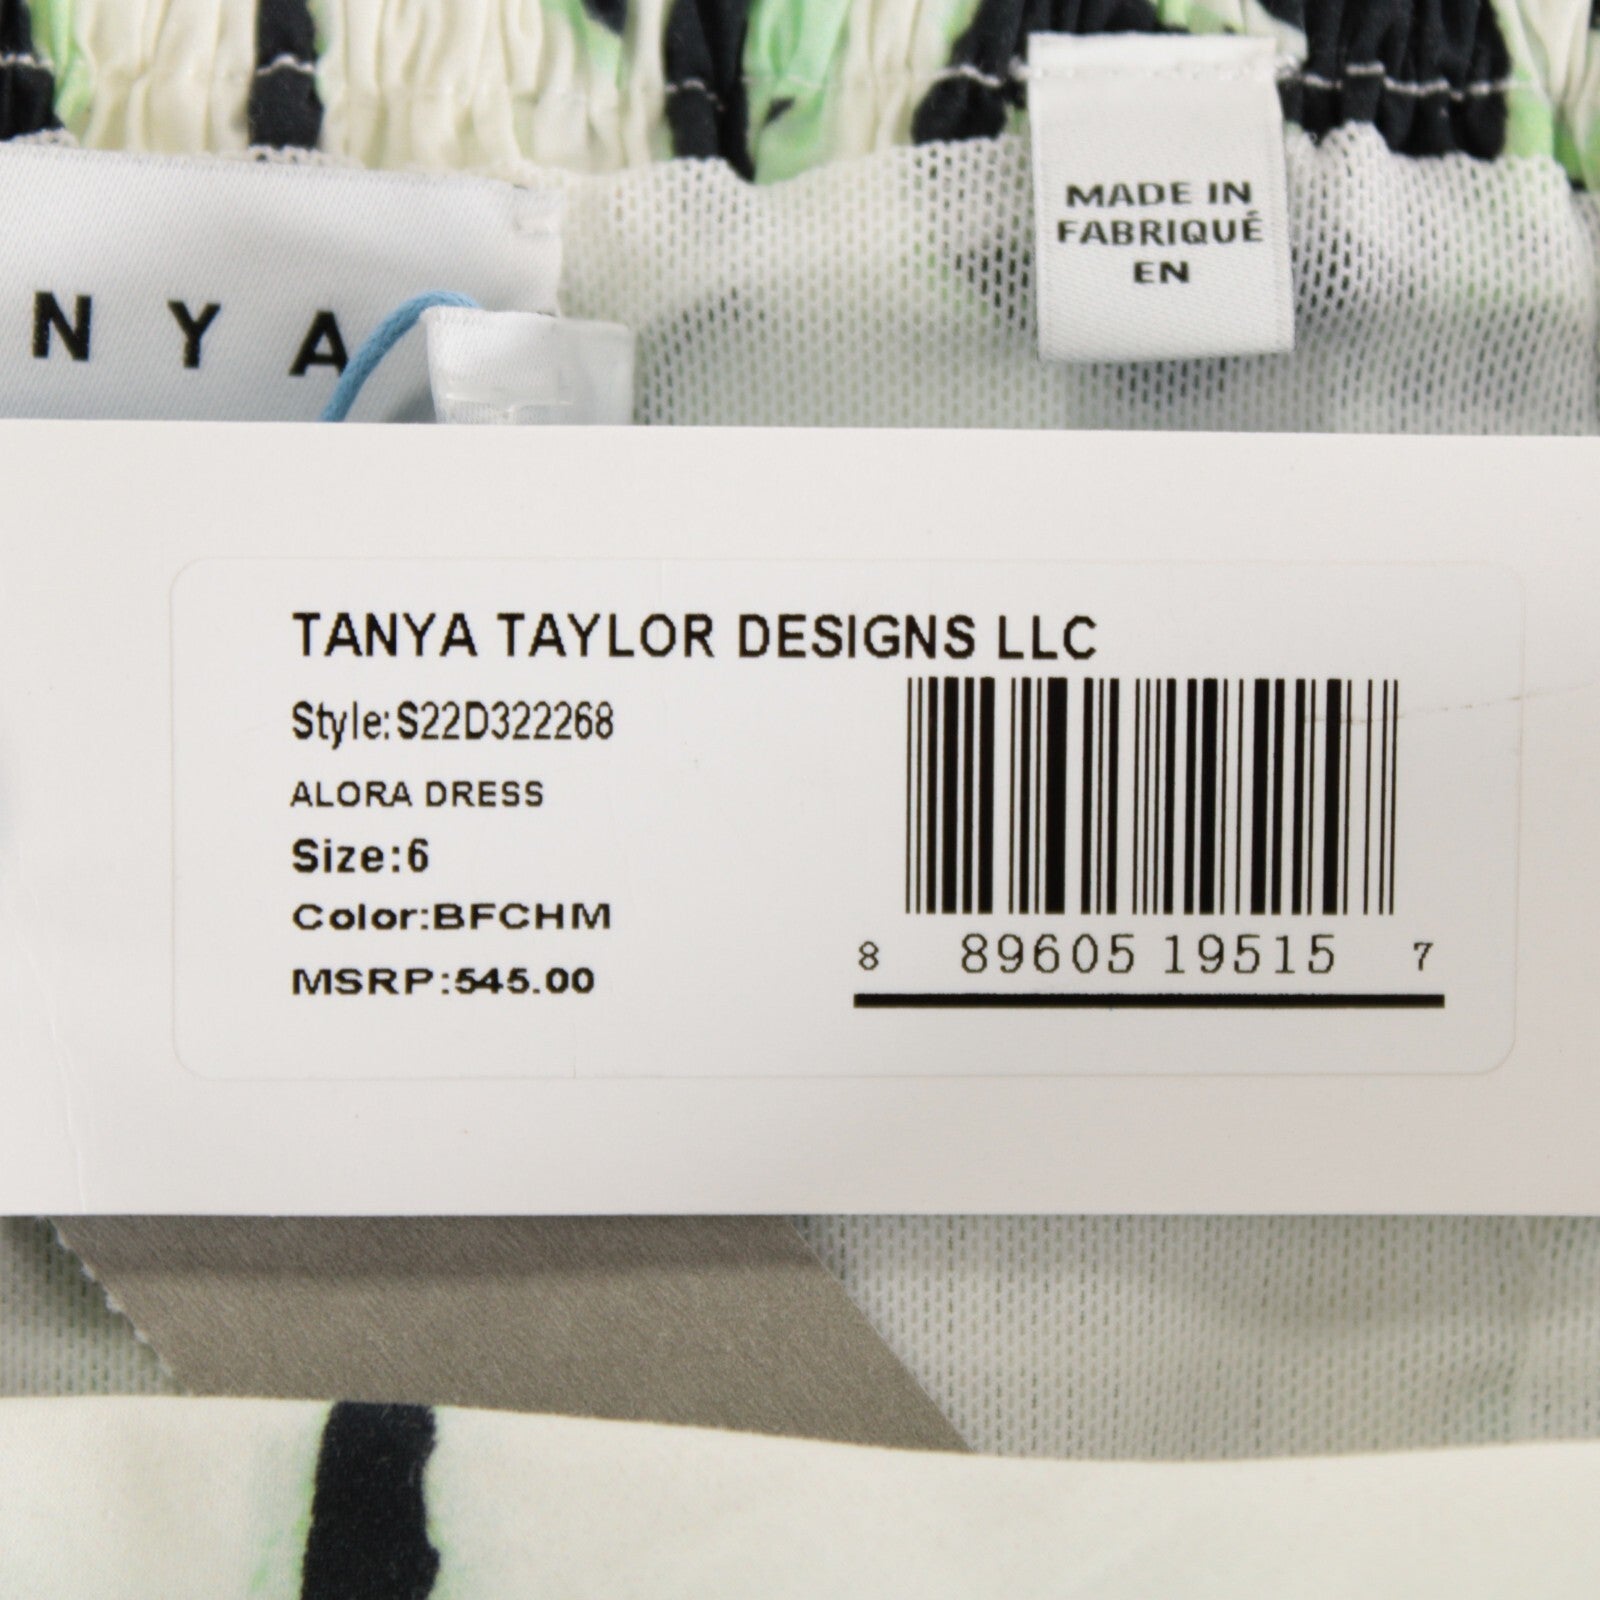 MADE IN
FABRIQUÉ
EN
NYA
TANYA TAYLOR DESIGNS LLC
Style:S22D322268
ALORA DRESS
Size:6
Color:BFCHM
MSRP:545.00
8 89605 19515 7